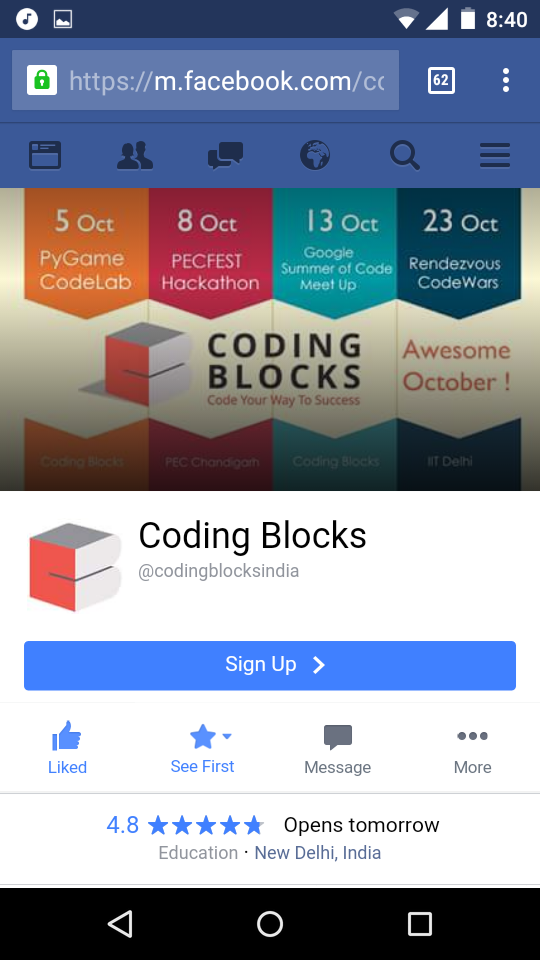 8:40
https://m.facebook.com/co
62
5 Oct
PyGame
CodeLab
8 Oct
PECFEST
Hackathon
13 Oct
Google
Summer of Code
Meet Up
23 Oct
Rendezvous
CodeWars
CODING
BLOCKS
Code Your Way To Success
Awesome
October !
Coding Blocks
PEC Chandigarh
Coding Blocks
IIT Delhi
Coding Blocks
@codingblocksindia
Sign Up
Liked
See First
Message
More
4.8
Opens tomorrow
Education · New Delhi, India